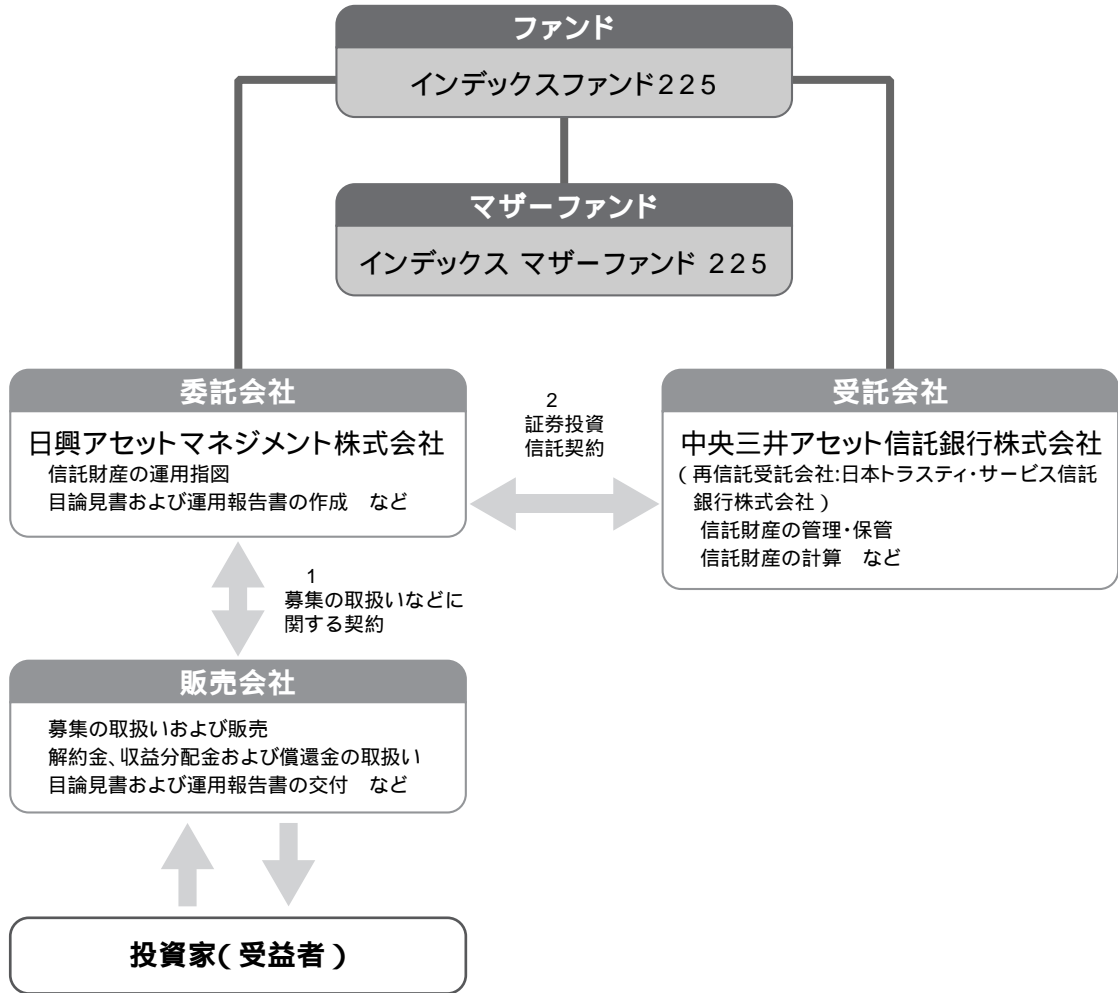 ファンド
インデックスファンド225
マザーファンド
インデックス マザーファンド 225
委託会社
日興アセットマネジメント株式会社
信託財産の運用指図
目論見書および運用報告書の作成 など
2
証券投資
信託契約
受託会社
中央三井アセット信託銀行株式会社
(再信託受託会社:日本トラスティ・サービス信託
銀行株式会社)
信託財産の管理・保管
信託財産の計算 など
1
募集の取扱いなどに
関する契約
販売会社
募集の取扱いおよび販売
解約金、収益分配金および償還金の取扱い
目論見書および運用報告書の交付 など
投資家(受益者)